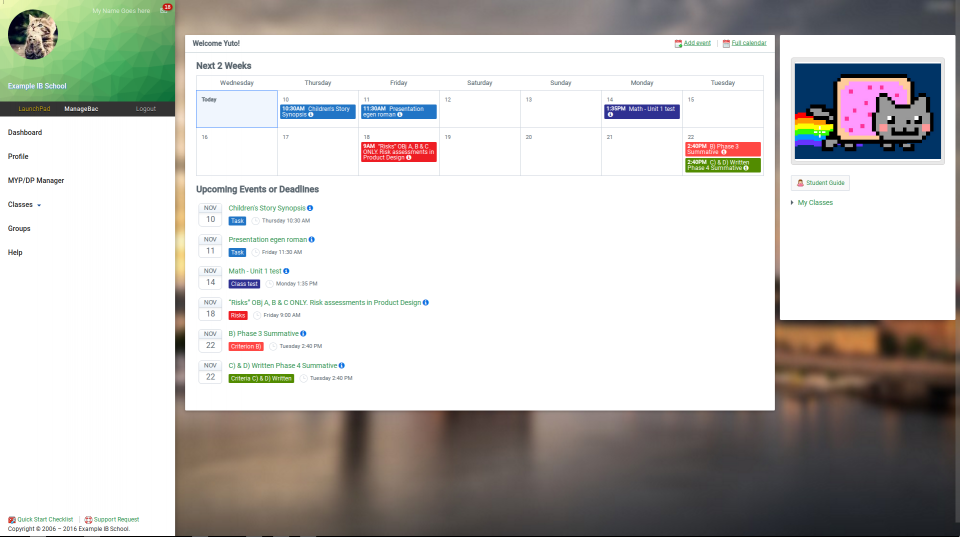 My Name Goes here
18
Example IB School
LaunchPad ManageBac Logout
Dashboard
Profile
MYP/DP Manager
Classes
Groups
Help
Quick Start Checklist | Support Request
Copyright © 2006 – 2016 Example IB School.
Welcome Yuto!
Add event | Full calendar
Next 2 Weeks
Wednesday Thursday Friday Saturday Sunday Monday Tuesday
Today 10 11 12 13 14 15
10:30AM Children's Story
Synopsis
11:30AM Presentation
egen roman
1:35PM Math - Unit 1 test
16 17 18 19 20 21 22
9AM "Risks" OBj A, B & C
ONLY. Risk assessments in
Product Design
2:40PM B) Phase 3
Summative
2:40PM C) & D) Written
Phase 4 Summative
Upcoming Events or Deadlines
NOV
10
Children's Story Synopsis
Task Thursday 10:30 AM
NOV
11
Presentation egen roman
Task Friday 11:30 AM
NOV
14
Math - Unit 1 test
Class test Monday 1:35 PM
NOV
18
"Risks" OBj A, B & C ONLY. Risk assessments in Product Design
Risks Friday 9:00 AM
NOV
22
B) Phase 3 Summative
Criterion B) Tuesday 2:40 PM
NOV
22
C) & D) Written Phase 4 Summative
Criteria C) & D) Written Tuesday 2:40 PM
Student Guide
My Classes